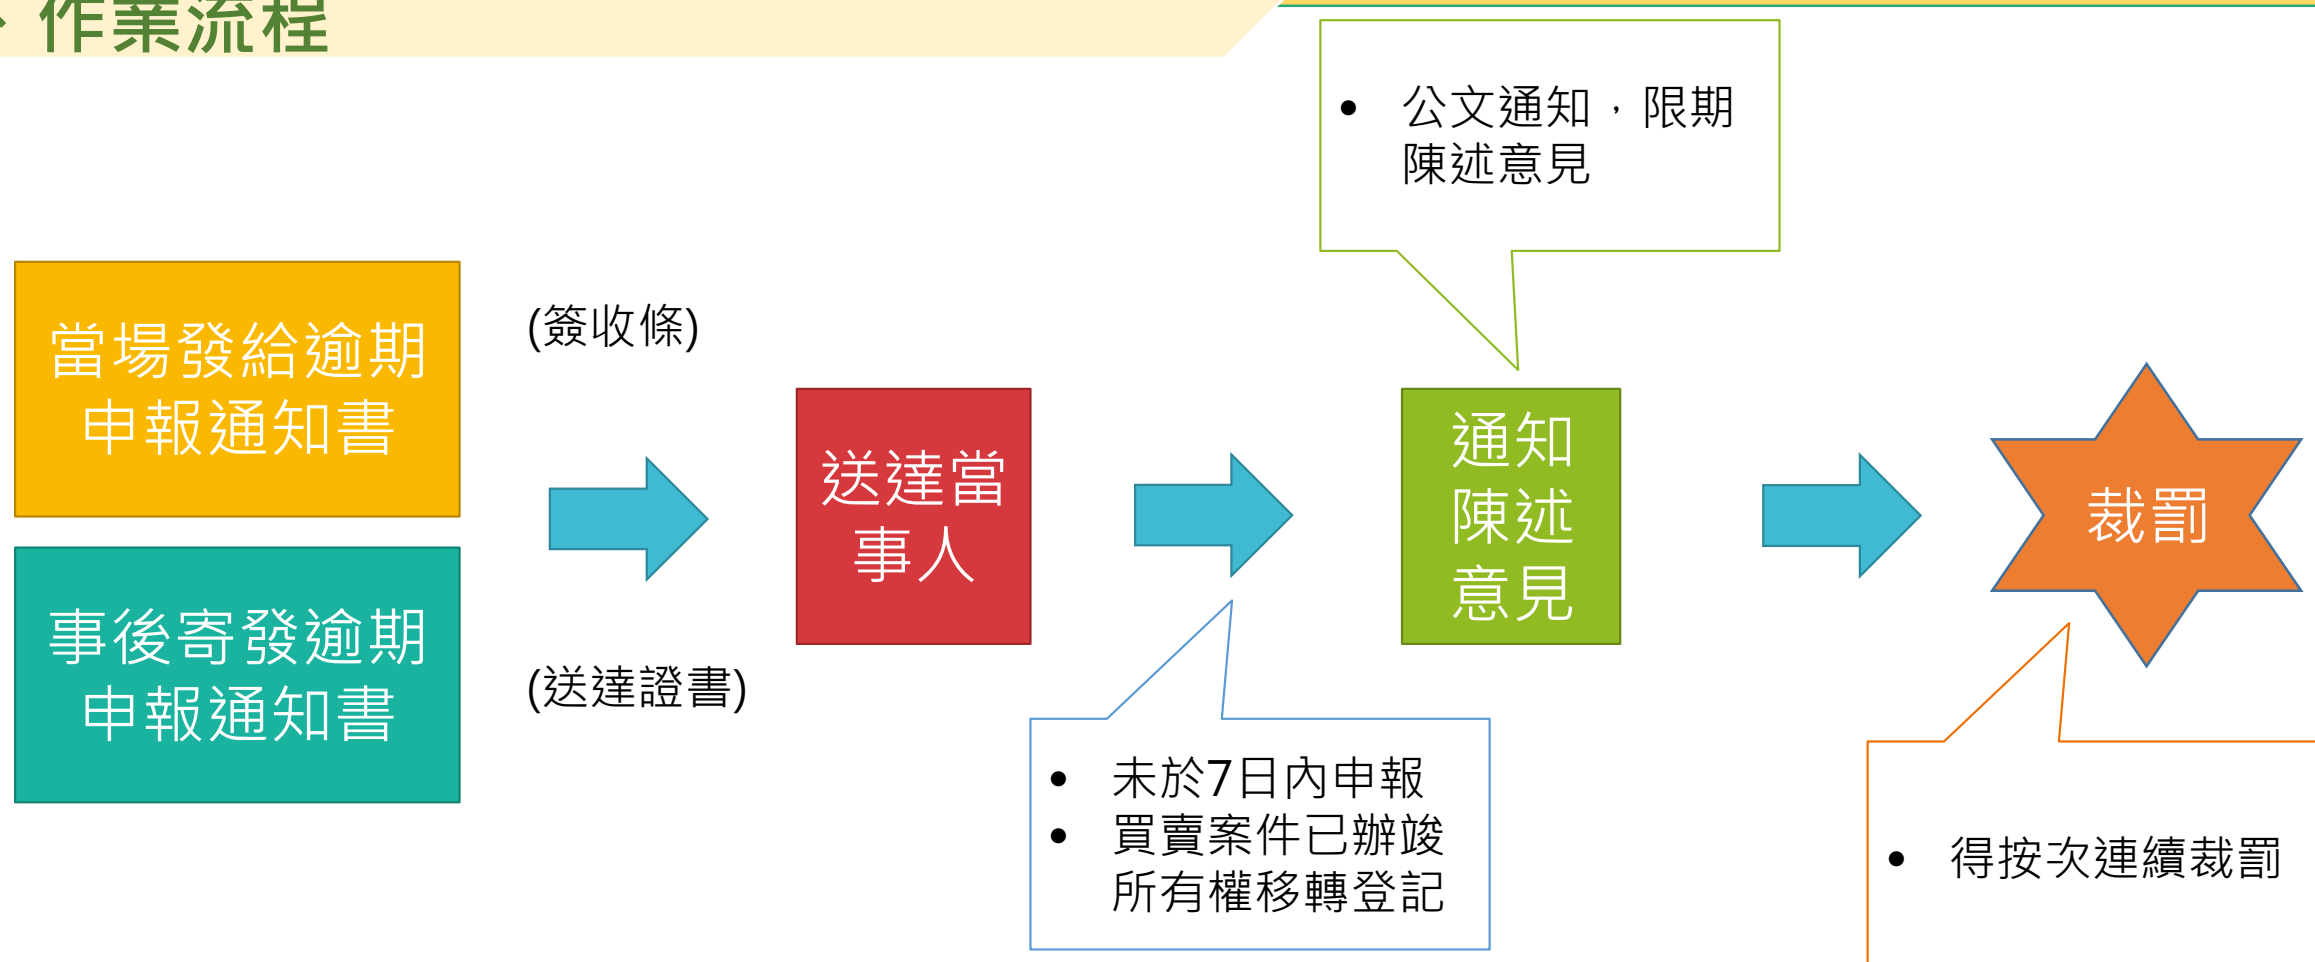 、作業流程
• 公文通知，限期
陳述意見
當場發給逾期
申報通知書
(簽收條)
送達當
事人
通知
陳述
意見
裁罰
事後寄發逾期
申報通知書
(送達證書)
• 未於7日內申報
• 買賣案件已辦竣
所有權移轉登記
• 得按次連續裁罰